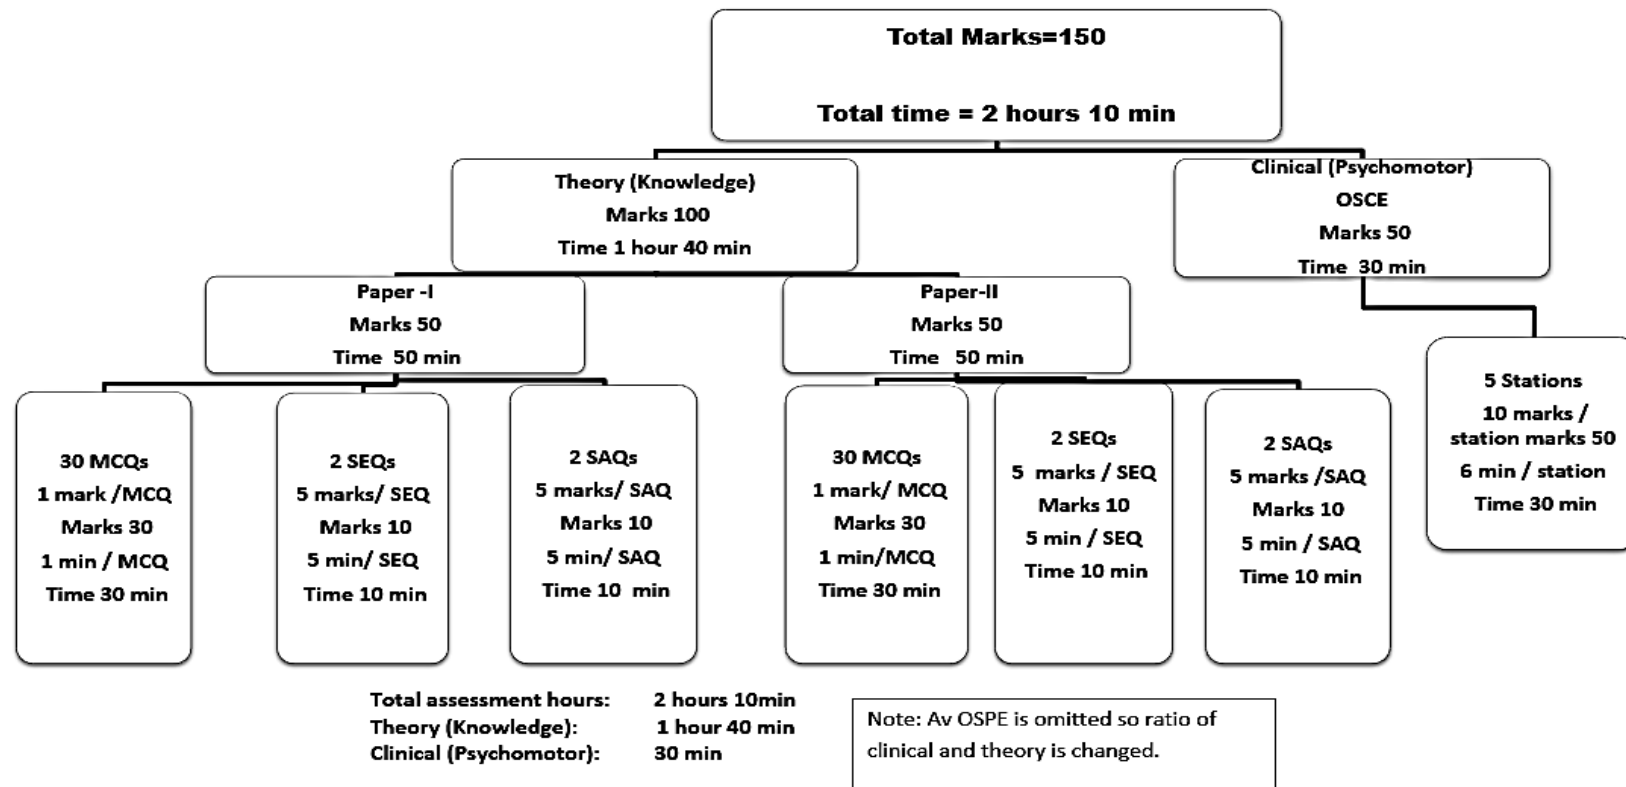 Total Marks=150
Total time = 2 hours 10 min
Theory (Knowledge)
Marks 100
Time 1 hour 40 min
Clinical (Psychomotor)
OSCE
Marks 50
Time 30 min
Paper -I
Marks 50
Time 50 min
Paper-II
Marks 50
Time 50 min
30 MCQs
1 mark /MCQ
Marks 30
1 min / MCQ
Time 30 min
2 SEQs
5 marks/ SEQ
Marks 10
5 min/ SEQ
Time 10 min
2 SAQs
5 marks/ SAQ
Marks 10
5 min/ SAQ
Time 10 min
30 MCQs
1 mark/ MCQ
Marks 30
1 min/MCQ
Time 30 min
2 SEQs
5 marks / SEQ
Marks 10
5 min / SEQ
Time 10 min
2 SAQs
5 marks /SAQ
Marks 10
5 min / SAQ
Time 10 min
5 Stations
10 marks /
station marks 50
6 min / station
Time 30 min
Total assessment hours: 2 hours 10min
Theory (Knowledge): 1 hour 40 min
Clinical (Psychomotor): 30 min
Note: Av OSPE is omitted so ratio of
clinical and theory is changed.